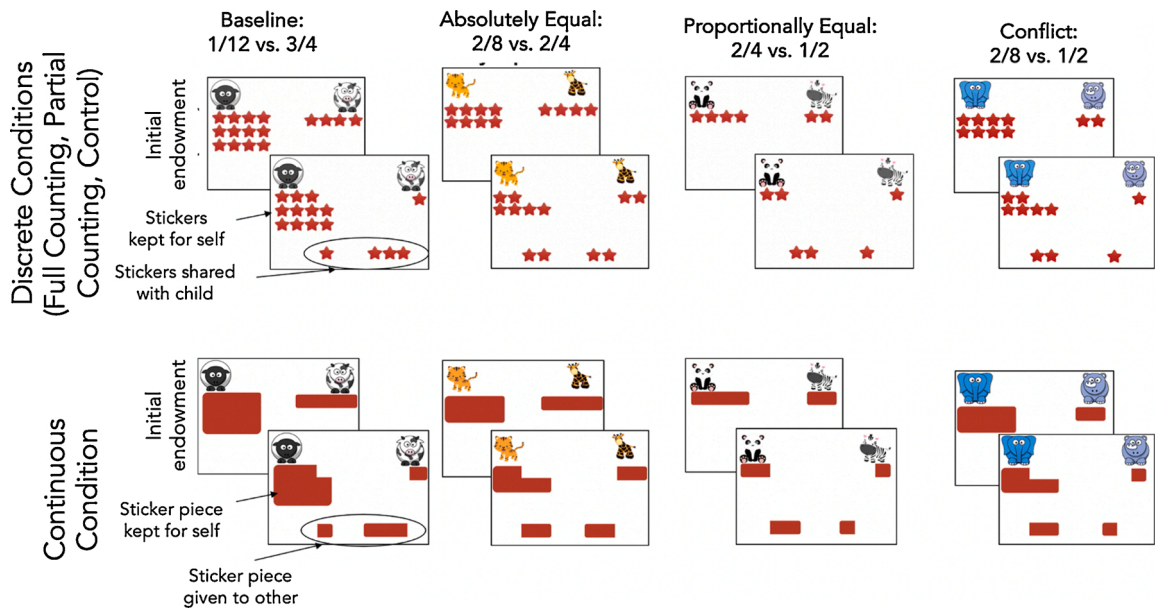 Baseline:
1/12 vs. 3/4
Absolutely Equal:
2/8 vs. 2/4
Proportionally Equal:
2/4 vs. 1/2
Conflict:
2/8 vs. 1/2
Discrete Conditions
(Full Counting, Partial
Counting, Control)
Initial
endowment
Stickers
kept for self
Stickers shared
with child
Continuous
Condition
Initial
endowment
Sticker piece
kept for self
Sticker piece
given to other